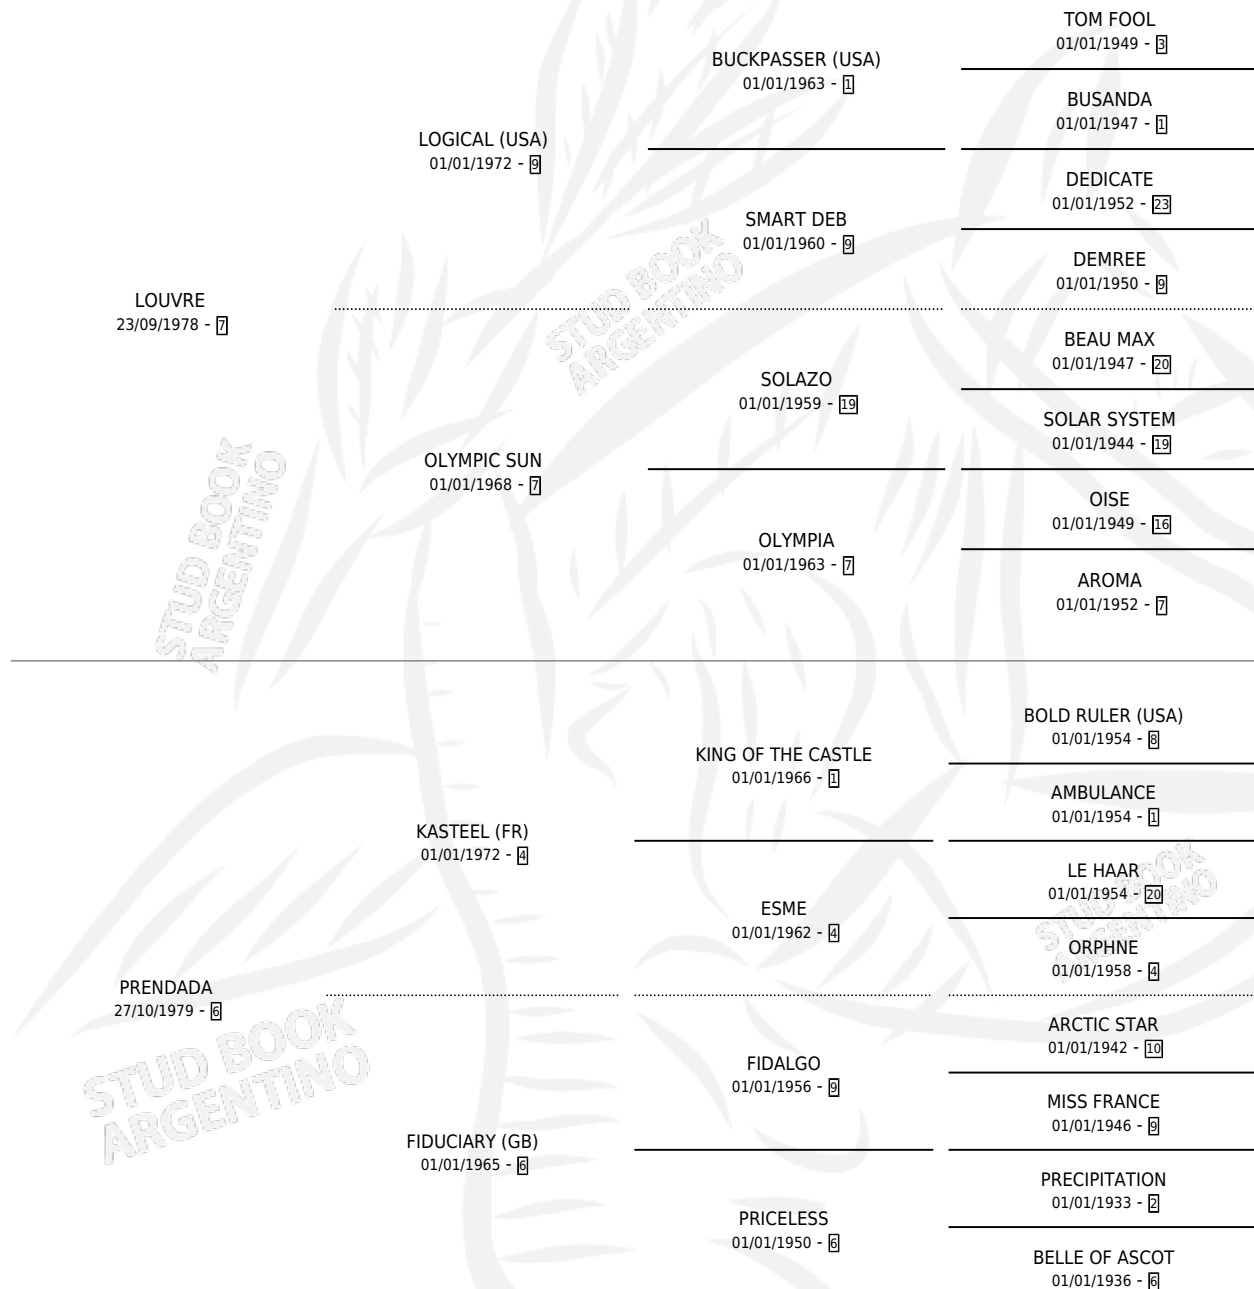 TOM FOOL
01/01/1949 - 3
BUCKPASSER (USA)
01/01/1963 - 1
BUSANDA
01/01/1947 - 1
LOGICAL (USA)
01/01/1972 - 9
DEDICATE
01/01/1952 - 23
SMART DEB
01/01/1960 - 9
DEMREE
01/01/1950 - 9
LOUVRE
23/09/1978 - 7
BEAU MAX
01/01/1947 - 20
SOLAZO
01/01/1959 - 19
SOLAR SYSTEM
01/01/1944 - 19
OLYMPIC SUN
01/01/1968 - 7
OISE
01/01/1949 - 16
OLYMPIA
01/01/1963 - 7
AROMA
01/01/1952 - 7
BOLD RULER (USA)
01/01/1954 - 8
KING OF THE CASTLE
01/01/1966 - 1
AMBULANCE
01/01/1954 - 1
KASTEEL (FR)
01/01/1972 - 4
LE HAAR
01/01/1954 - 20
ESME
01/01/1962 - 4
ORPHNE
01/01/1958 - 4
PRENDADA
27/10/1979 - 6
ARCTIC STAR
01/01/1942 - 10
FIDALGO
01/01/1956 - 9
MISS FRANCE
01/01/1946 - 9
FIDUCIARY (GB)
01/01/1965 - 6
PRECIPITATION
01/01/1933 - 2
PRICELESS
01/01/1950 - 6
BELLE OF ASCOT
01/01/1936 - 6
STUD BOOK
ARGENTINO
STUD BOOK
ARGENTINO
STUD BOOK
ARGENTINO
STUD BOOK
ARGENTINO